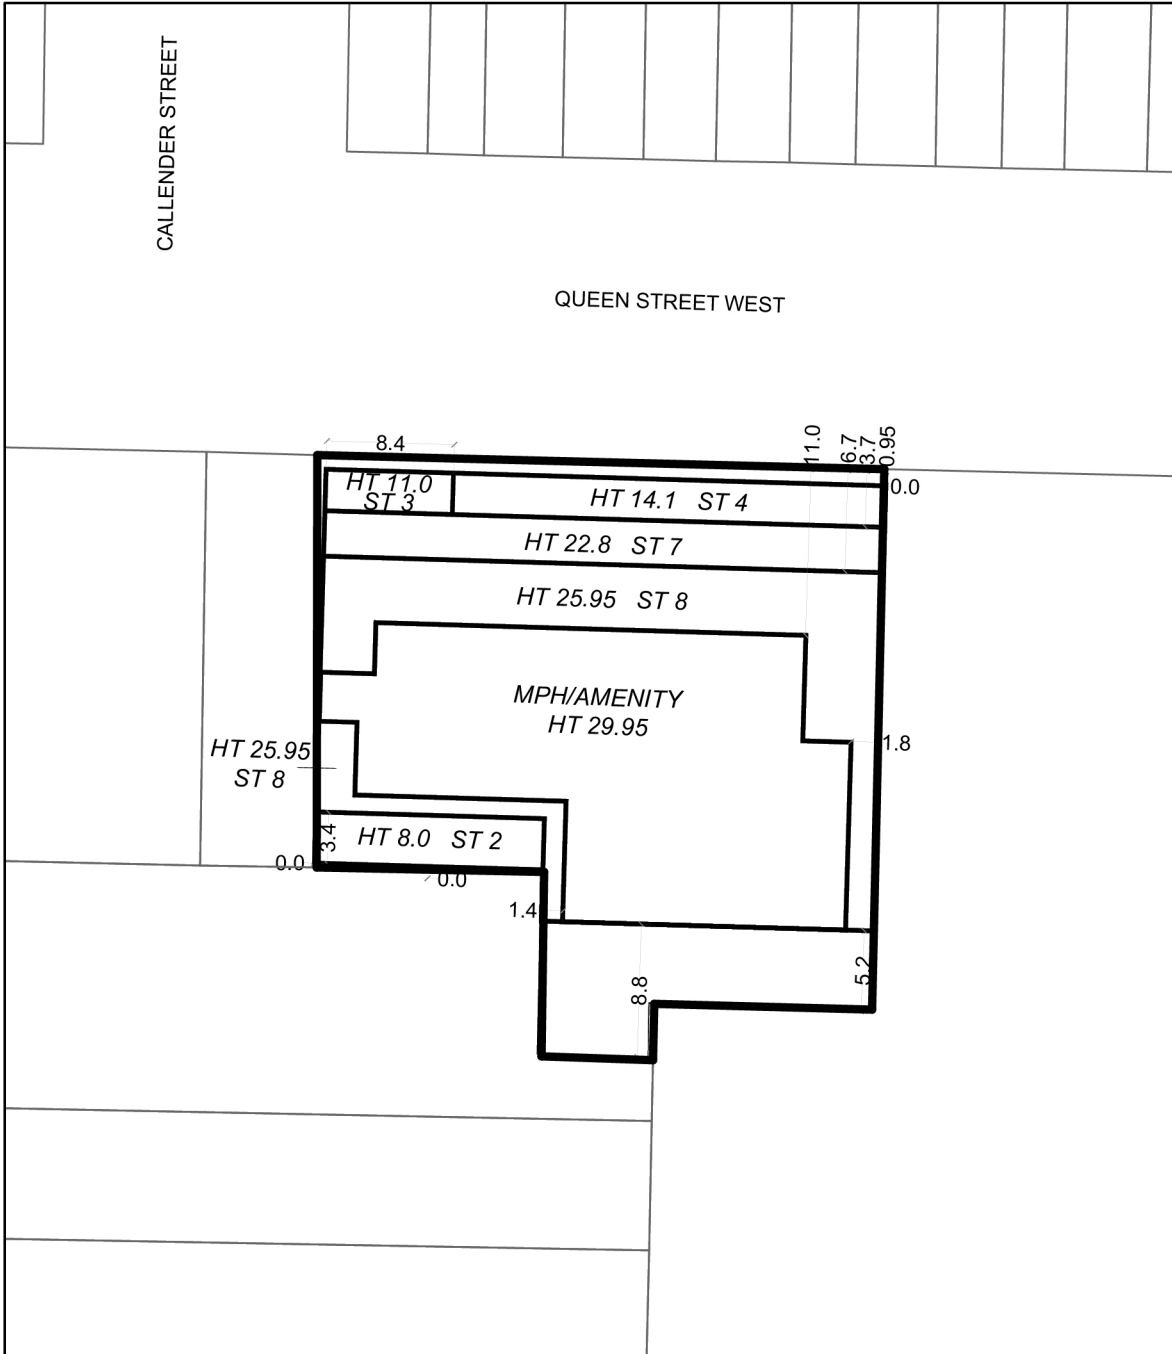 CALLENDER STREET
QUEEN STREET WEST
8.4
11.0
6.7
3.7
0.95
0.0
HT 11.0
ST 3
HT 14.1 ST 4
HT 22.8 ST 7
HT 25.95 ST 8
MPH/AMENITY
HT 29.95
1.8
HT 25.95
ST 8
3.4
HT 8.0 ST 2
0.0
0.0
1.4
8.8
5.2